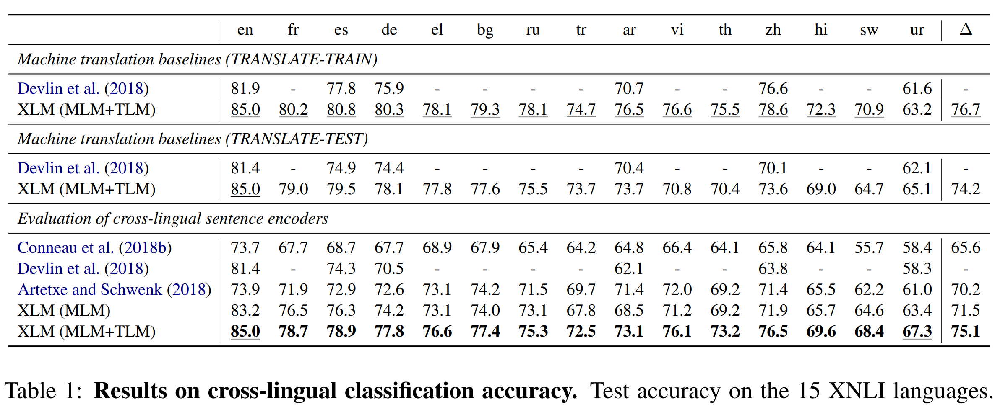 en fr es de el bg ru tr ar vi th zh hi sw ur Δ
Machine translation baselines (TRANSLATE-TRAIN)
Devlin et al. (2018) 81.9 - 77.8 75.9 - - - - 70.7 - - 76.6 - - 61.6 -
XLM (MLM+TLM) 85.0 80.2 80.8 80.3 78.1 79.3 78.1 74.7 76.5 76.6 75.5 78.6 72.3 70.9 63.2 76.7
Machine translation baselines (TRANSLATE-TEST)
Devlin et al. (2018) 81.4 - 74.9 74.4 - - - - 70.4 - - 70.1 - - 62.1 -
XLM (MLM+TLM) 85.0 79.0 79.5 78.1 77.8 77.6 75.5 73.7 73.7 70.8 70.4 73.6 69.0 64.7 65.1 74.2
Evaluation of cross-lingual sentence encoders
Conneau et al. (2018b) 73.7 67.7 68.7 67.7 68.9 67.9 65.4 64.2 64.8 66.4 64.1 65.8 64.1 55.7 58.4 65.6
Devlin et al. (2018) 81.4 - 74.3 70.5 - - - - 62.1 - - 63.8 - - 58.3 -
Artetxe and Schwenk (2018) 73.9 71.9 72.9 72.6 73.1 74.2 71.5 69.7 71.4 72.0 69.2 71.4 65.5 62.2 61.0 70.2
XLM (MLM) 83.2 76.5 76.3 74.2 73.1 74.0 73.1 67.8 68.5 71.2 69.2 71.9 65.7 64.6 63.4 71.5
XLM (MLM+TLM) 85.0 78.7 78.9 77.8 76.6 77.4 75.3 72.5 73.1 76.1 73.2 76.5 69.6 68.4 67.3 75.1
Table 1: Results on cross-lingual classification accuracy. Test accuracy on the 15 XNLI languages.